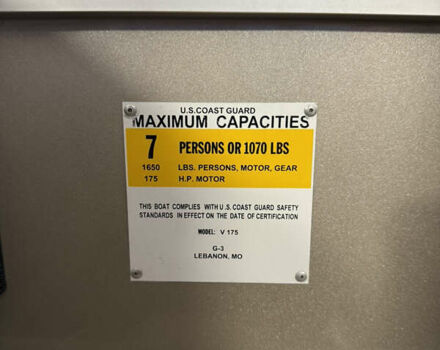 U.S. COAST GUARD
MAXIMUM CAPACITIES
7 PERSONS OR 1070 LBS
1650 LBS. PERSONS, MOTOR, GEAR
175 H.P. MOTOR
THIS BOAT COMPLIES WITH U.S. COAST GUARD SAFETY
STANDARDS IN EFFECT ON THE DATE OF CERTIFICATION
MODEL: V 175
G-3
LEBANON, MO